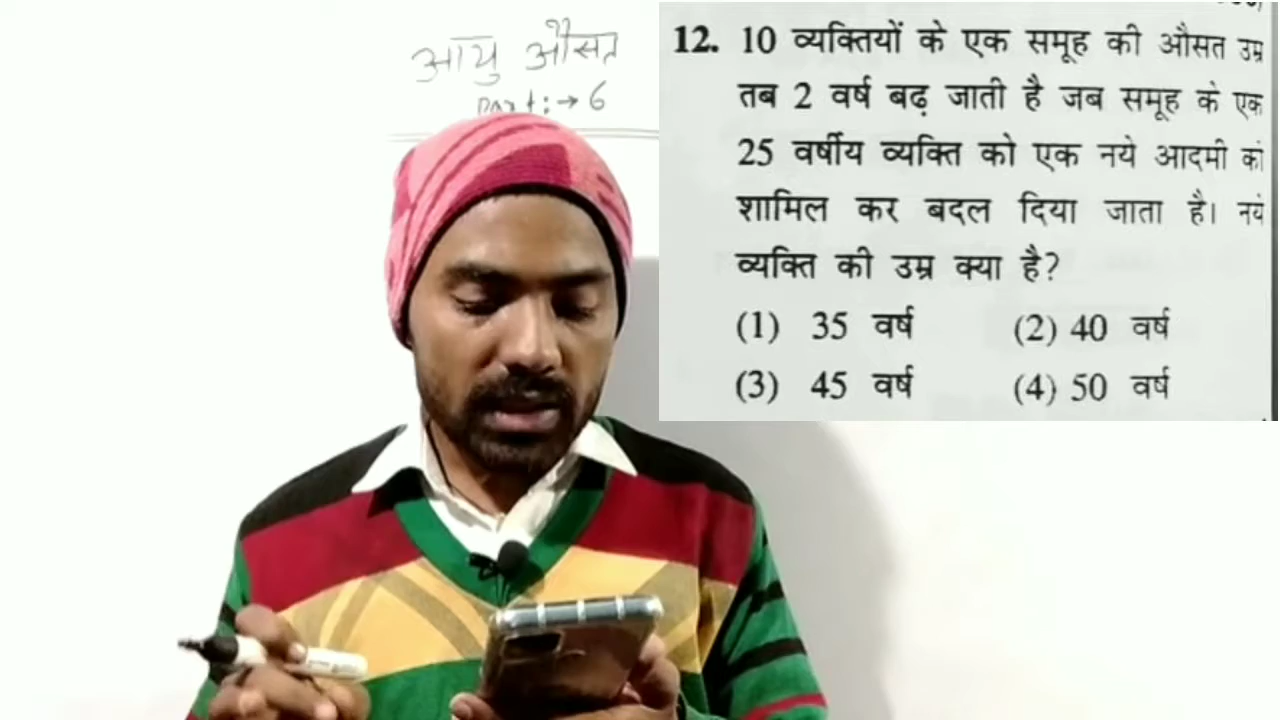 आयु औसत
Part:→ 6
12. 10 व्यक्तियों के एक समूह की औसत उम्र
तब 2 वर्ष बढ़ जाती है जब समूह के एक
25 वर्षीय व्यक्ति को एक नये आदमी को
शामिल कर बदल दिया जाता है। नये
व्यक्ति की उम्र क्या है?
(1) 35 वर्ष (2) 40 वर्ष
(3) 45 वर्ष (4) 50 वर्ष